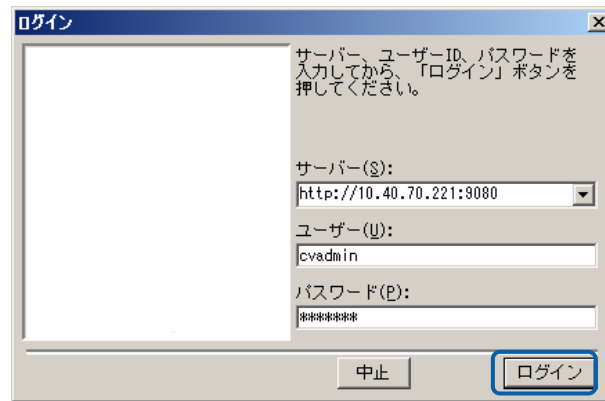 ログイン
サーバー、ユーザーID、パスワードを
入力してから、「ログイン」ボタンを
押してください。
サーバー(S):
http://10.40.70.221:9080
ユーザー(U):
cvadmin
パスワード(P):
*******
中止
ログイン